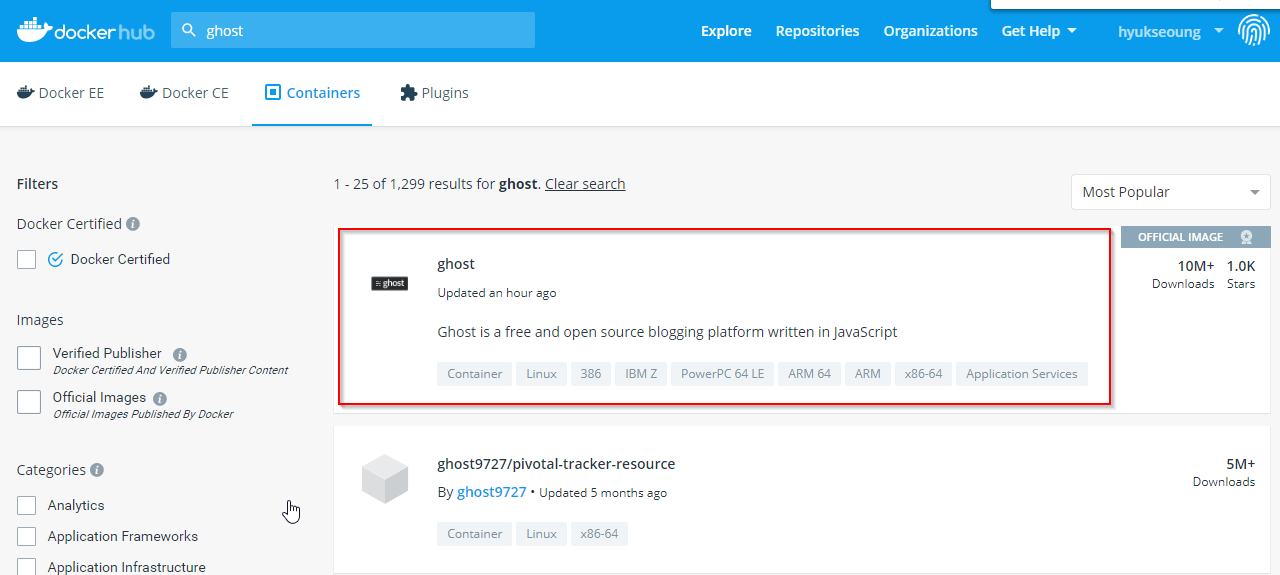 dockerhub
ghost
Explore
Repositories
Organizations
Get Help
hyukseoung
Docker EE
Docker CE
Containers
Plugins
Filters
Docker Certified
Docker Certified
Images
Verified Publisher
Docker Certified And Verified Publisher Content
Official Images
Official Images Published By Docker
Categories
Analytics
Application Frameworks
Application Infrastructure
1 - 25 of 1,299 results for ghost. Clear search
Most Popular
OFFICIAL IMAGE
ghost
ghost
Updated an hour ago
Ghost is a free and open source blogging platform written in JavaScript
Container Linux 386 IBM Z PowerPC 64 LE ARM 64 ARM x86-64 Application Services
10M+ 1.0K
Downloads Stars
ghost9727/pivotal-tracker-resource
By ghost9727 • Updated 5 months ago
Container Linux x86-64
5M+
Downloads